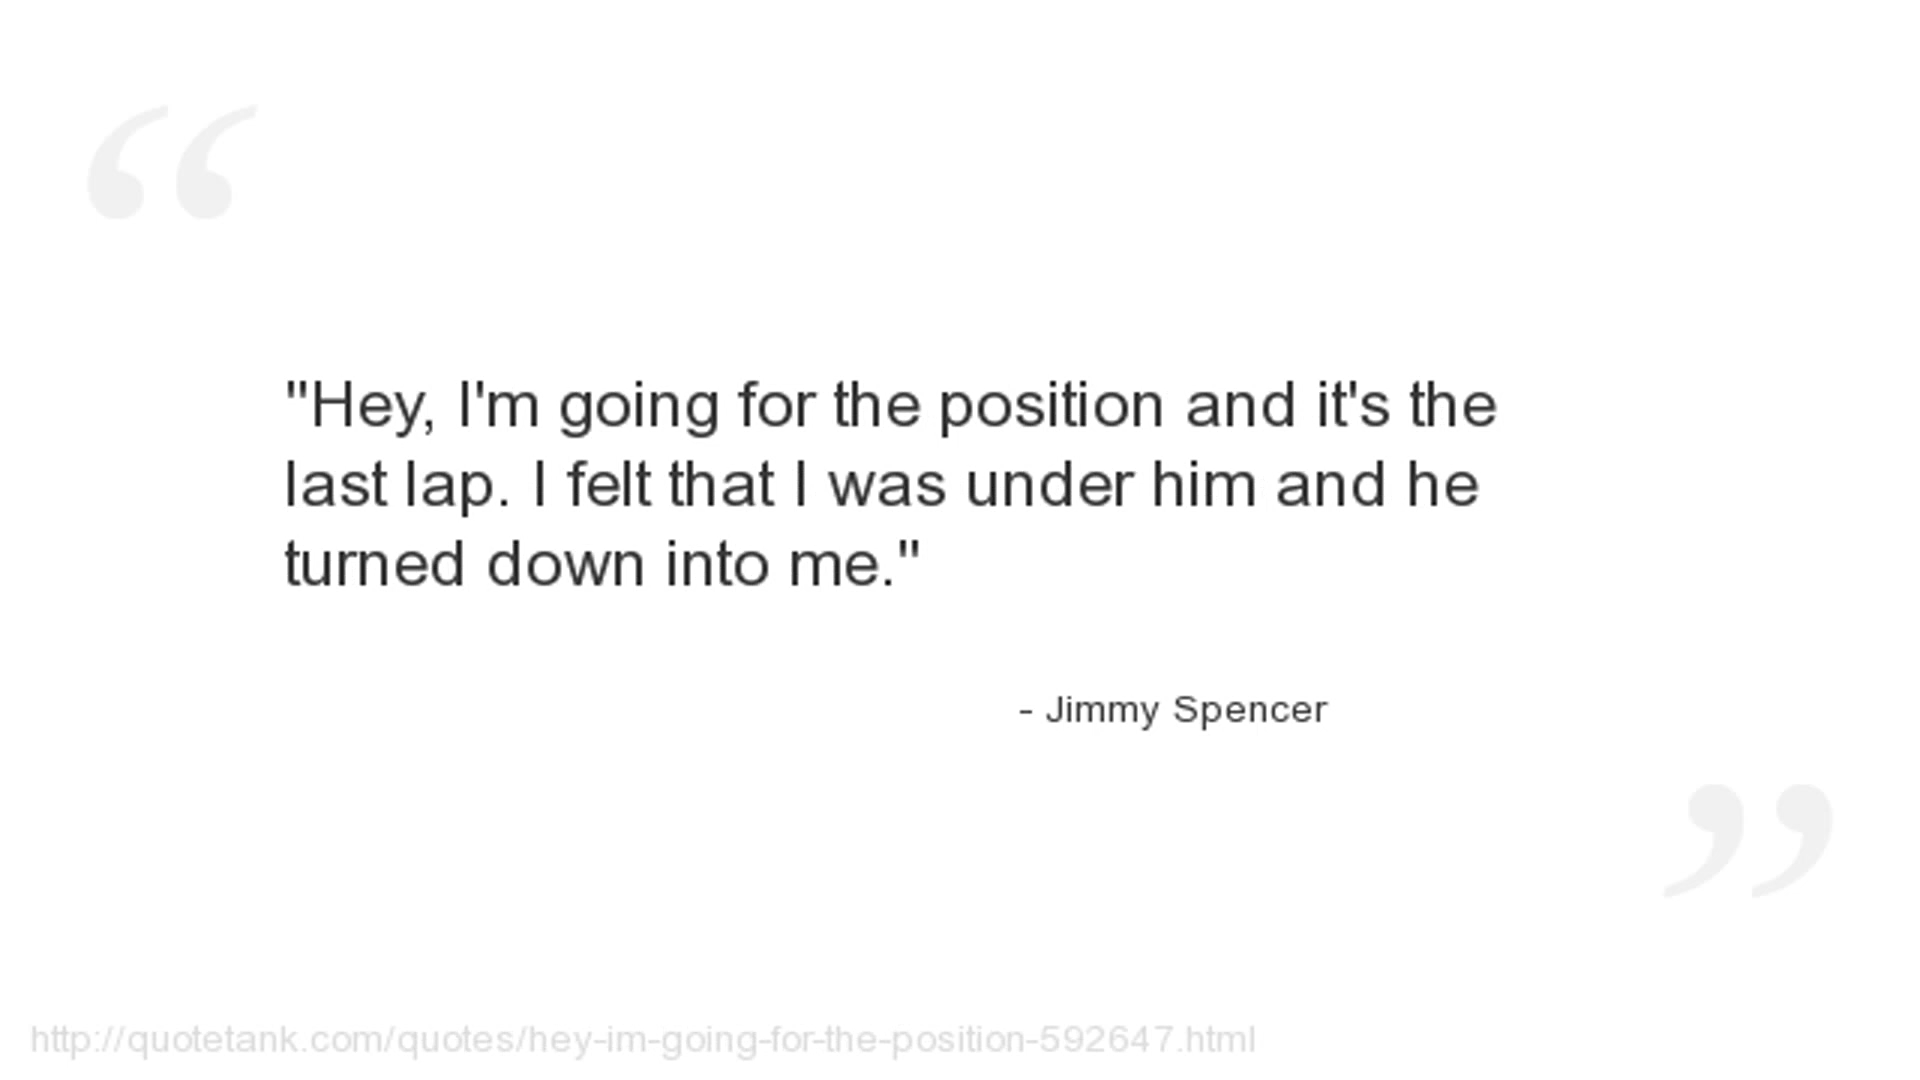 "Hey, I'm going for the position and it's the
last lap. I felt that I was under him and he
turned down into me."
- Jimmy Spencer
http://quotetank.com/quotes/hey-im-going-for-the-position-592647.html